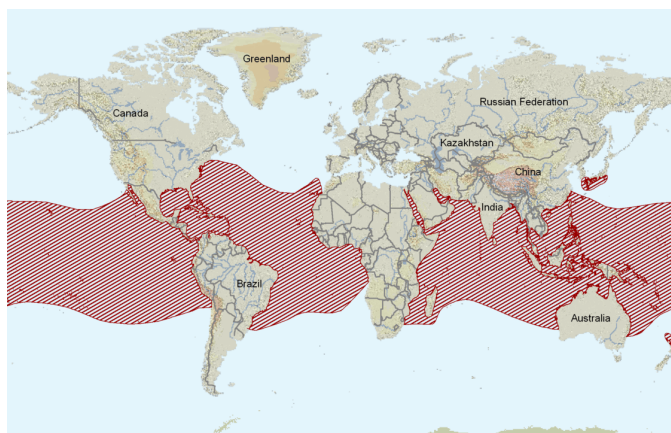 Greenland
Canada
Russian Federation
Kazakhstan
China
India
Brazil
Australia